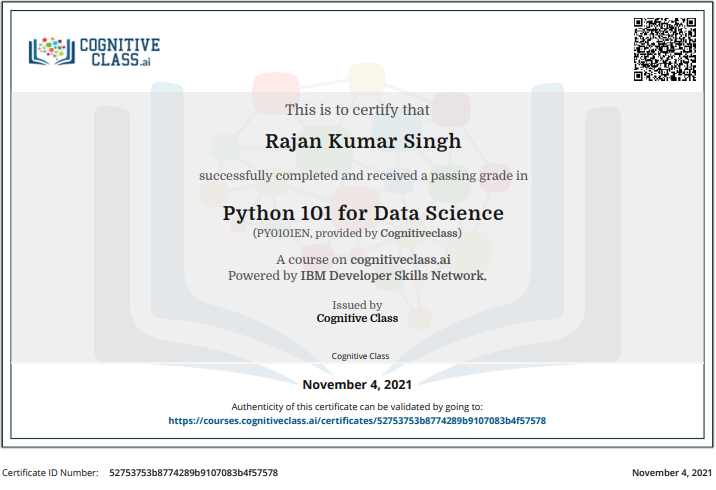 COGNITIVE
CLASS.ai
This is to certify that
Rajan Kumar Singh
successfully completed and received a passing grade in
Python 101 for Data Science
(PY0101EN, provided by Cognitiveclass)
A course on cognitiveclass.ai
Powered by IBM Developer Skills Network.
Issued by
Cognitive Class
Cognitive Class
November 4, 2021
Authenticity of this certificate can be validated by going to:
https://courses.cognitiveclass.ai/certificates/52753753b8774289b9107083b4f57578
Certificate ID Number: 52753753b8774289b9107083b4f57578
November 4, 2021